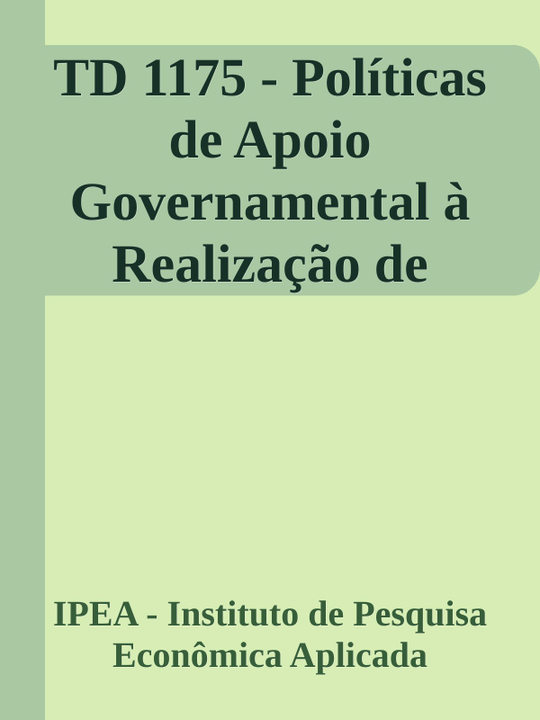 TD 1175 - Políticas
de Apoio
Governamental à
Realização de
IPEA - Instituto de Pesquisa
Econômica Aplicada